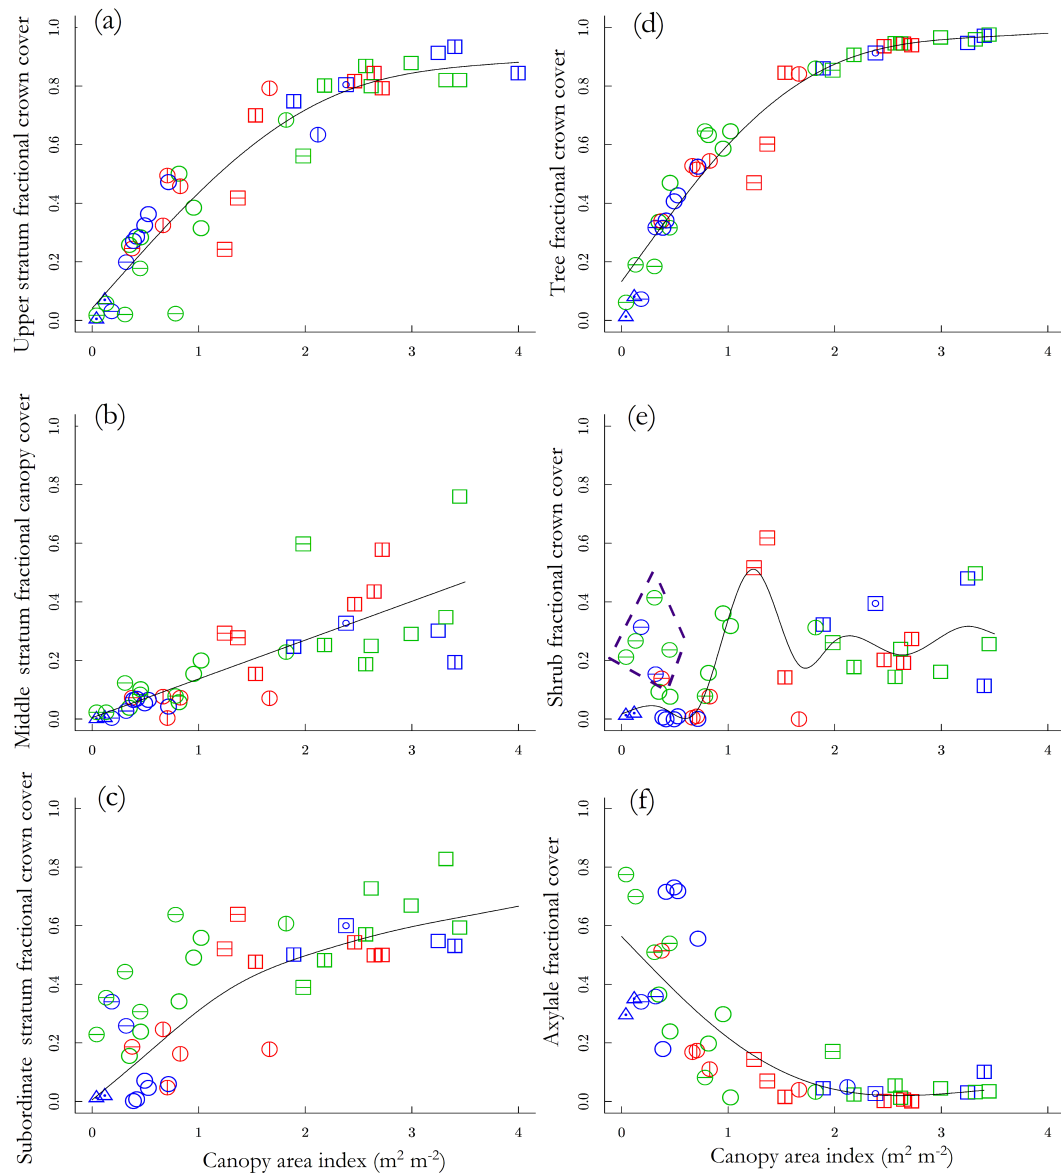 (a)
Upper stratum fractional crown cover
0.0 0.2 0.4 0.6 0.8 1.0
0 1 2 3 4
(d)
Tree fractional crown cover
0.0 0.2 0.4 0.6 0.8 1.0
0 1 2 3 4
(b)
Middle stratum fractional canopy cover
0.0 0.2 0.4 0.6 0.8 1.0
0 1 2 3 4
(e)
Shrub fractional crown cover
0.0 0.2 0.4 0.6 0.8 1.0
0 1 2 3 4
(c)
Subordinate stratum fractional crown cover
0.0 0.2 0.4 0.6 0.8 1.0
0 1 2 3 4
Canopy area index (m² m⁻²)
(f)
Axylale fractional cover
0.0 0.2 0.4 0.6 0.8 1.0
0 1 2 3 4
Canopy area index (m² m⁻²)